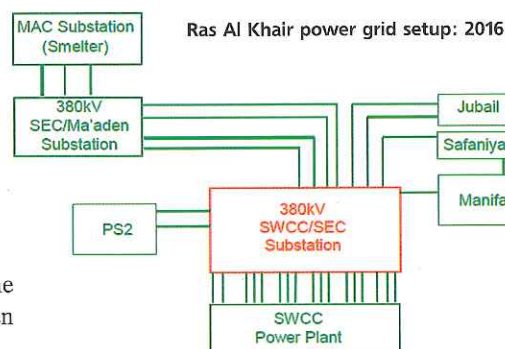 Ras Al Khair power grid setup: 2016
MAC Substation
(Smelter)
380kV
SEC/Ma'aden
Substation
Jubail
Safaniya
Manifa
380kV
SWCC/SEC
Substation
PS2
SWCC
Power Plant